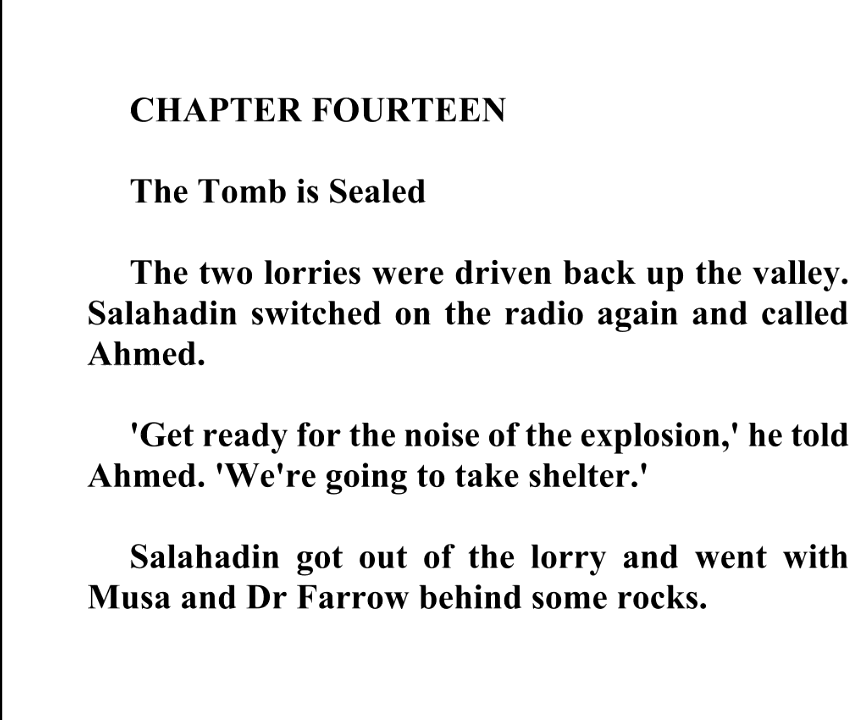 CHAPTER FOURTEEN
The Tomb is Sealed
The two lorries were driven back up the valley.
Salahadin switched on the radio again and called
Ahmed.
'Get ready for the noise of the explosion,' he told
Ahmed. 'We're going to take shelter.'
Salahadin got out of the lorry and went with
Musa and Dr Farrow behind some rocks.